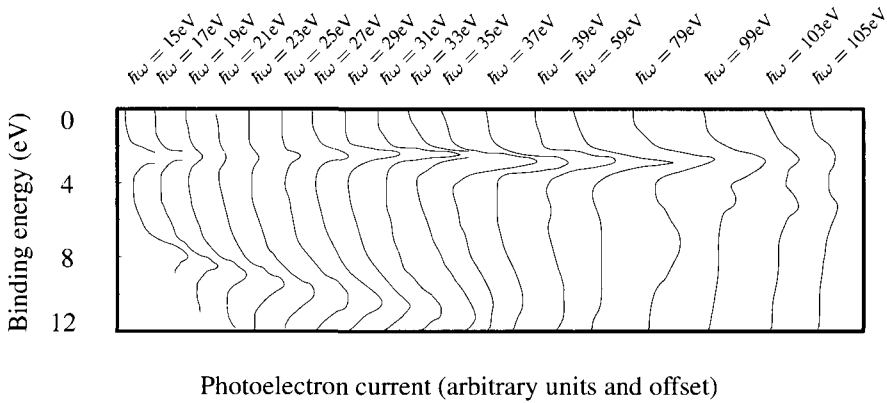 ħω = 15eV
ħω = 17eV
ħω = 19eV
ħω = 21eV
ħω = 23eV
ħω = 25eV
ħω = 27eV
ħω = 29eV
ħω = 31eV
ħω = 33eV
ħω = 35eV
ħω = 37eV
ħω = 39eV
ħω = 59eV
ħω = 79eV
ħω = 99eV
ħω = 103eV
ħω = 105eV
Binding energy (eV)
0
4
8
12
Photoelectron current (arbitrary units and offset)